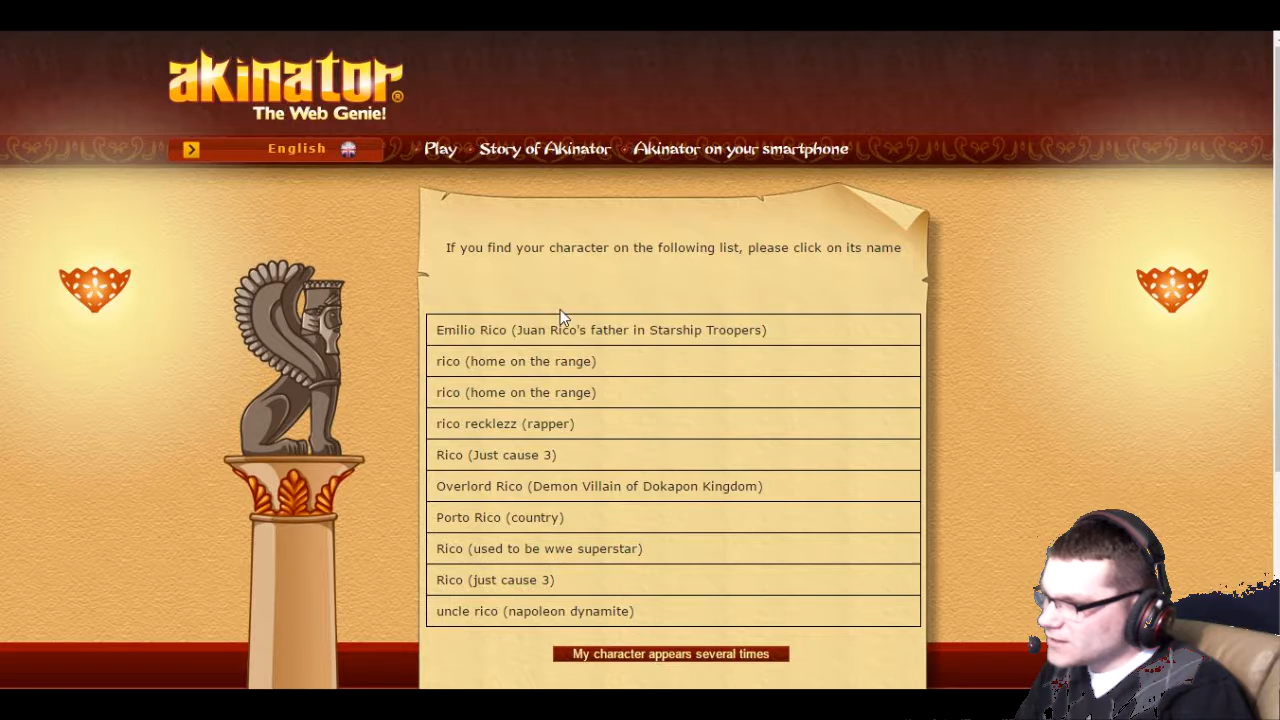 akinator®
The Web Genie!
English
Play
Story of Akinator
Akinator on your smartphone
If you find your character on the following list, please click on its name
Emilio Rico (Juan Rico's father in Starship Troopers)
rico (home on the range)
rico (home on the range)
rico recklezz (rapper)
Rico (Just cause 3)
Overlord Rico (Demon Villain of Dokapon Kingdom)
Porto Rico (country)
Rico (used to be wwe superstar)
Rico (just cause 3)
uncle rico (napoleon dynamite)
My character appears several times